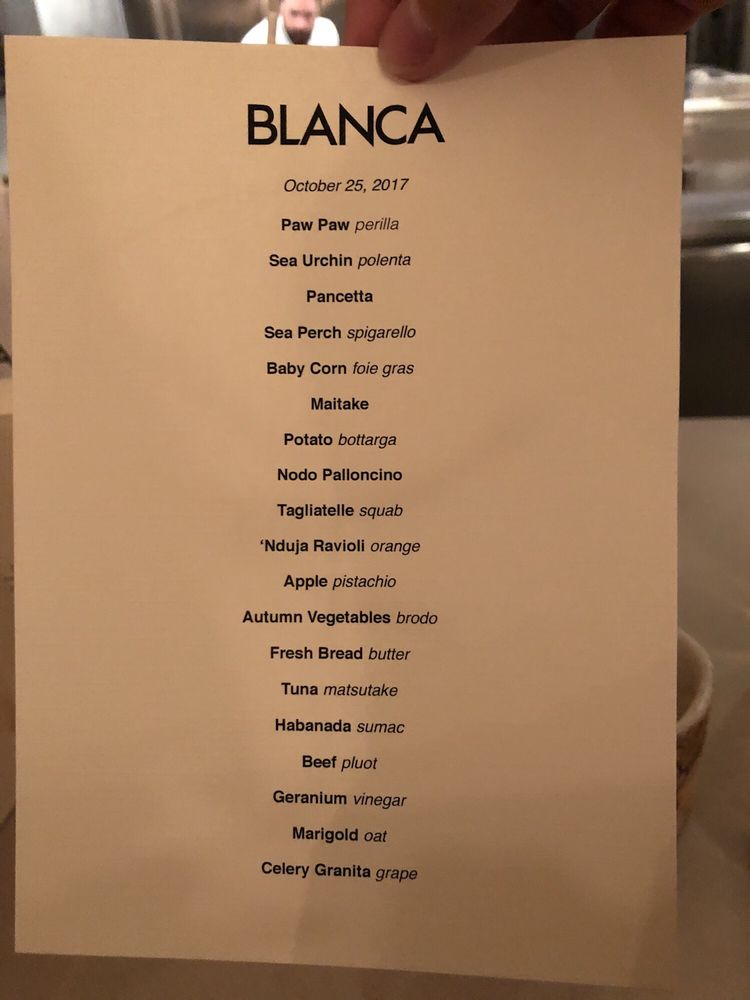 BLANCA
October 25, 2017
Paw Paw perilla
Sea Urchin polenta
Pancetta
Sea Perch spigarello
Baby Corn foie gras
Maitake
Potato bottarga
Nodo Palloncino
Tagliatelle squab
‘Nduja Ravioli orange
Apple pistachio
Autumn Vegetables brodo
Fresh Bread butter
Tuna matsutake
Habanada sumac
Beef pluot
Geranium vinegar
Marigold oat
Celery Granita grape